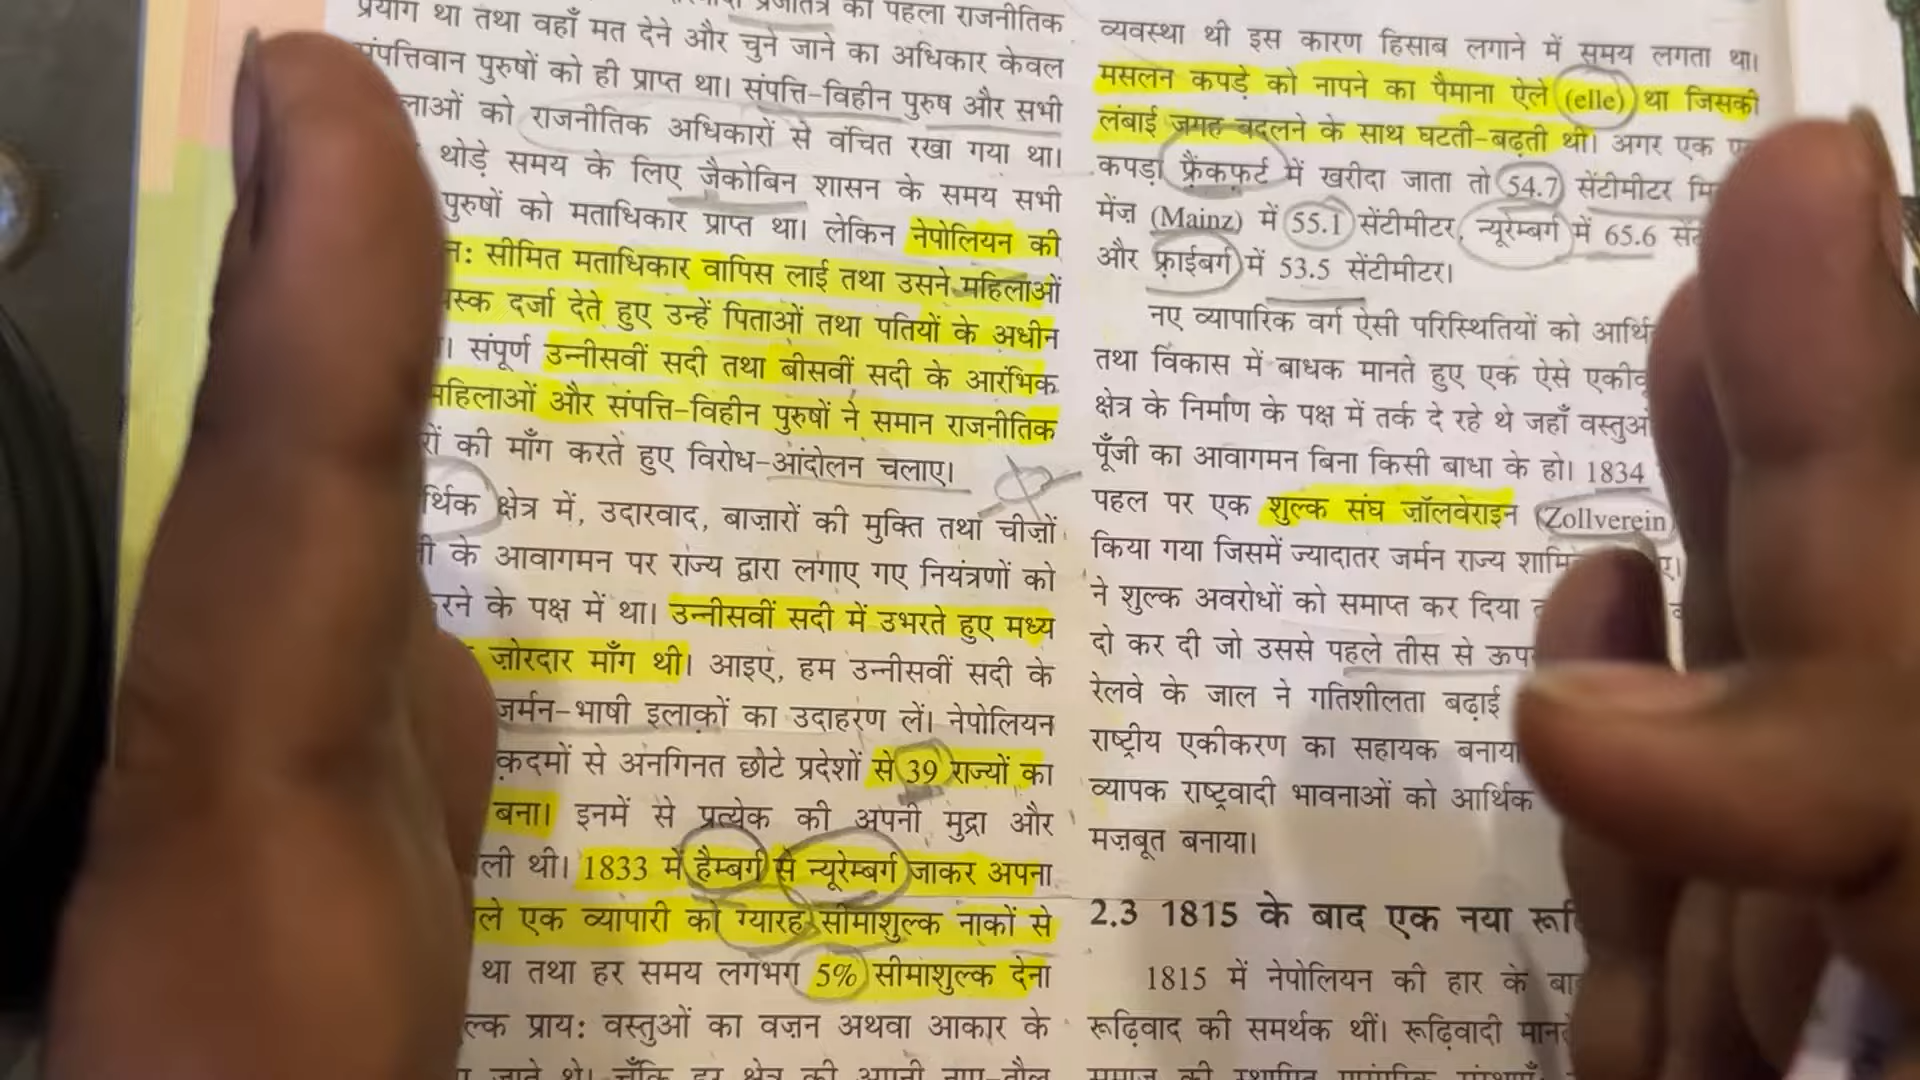 प्रजातंत्र का पहला राजनीतिक
प्रयोग था तथा वहाँ मत देने और चुने जाने का अधिकार केवल
संपत्तिवान पुरुषों को ही प्राप्त था। संपत्ति-विहीन पुरुष और सभी
लाओं को राजनीतिक अधिकारों से वंचित रखा गया था।
थोड़े समय के लिए जैकोबिन शासन के समय सभी
पुरुषों को मताधिकार प्राप्त था। लेकिन नेपोलियन की
नः सीमित मताधिकार वापिस लाई तथा उसने महिलाओं
यस्क दर्जा देते हुए उन्हें पिताओं तथा पतियों के अधीन
। संपूर्ण उन्नीसवीं सदी तथा बीसवीं सदी के आरंभिक
महिलाओं और संपत्ति-विहीन पुरुषों ने समान राजनीतिक
रों की माँग करते हुए विरोध-आंदोलन चलाए।
र्थिक क्षेत्र में, उदारवाद, बाज़ारों की मुक्ति तथा चीज़ों
ी के आवागमन पर राज्य द्वारा लगाए गए नियंत्रणों को
रने के पक्ष में था। उन्नीसवीं सदी में उभरते हुए मध्य
ज़ोरदार माँग थी। आइए, हम उन्नीसवीं सदी के
जर्मन-भाषी इलाक़ों का उदाहरण लें। नेपोलियन
क़दमों से अनगिनत छोटे प्रदेशों से 39 राज्यों का
बना। इनमें से प्रत्येक की अपनी मुद्रा और
ली थी। 1833 में हैम्बर्ग से न्यूरेम्बर्ग जाकर अपना
ले एक व्यापारी को ग्यारह सीमाशुल्क नाकों से
था तथा हर समय लगभग 5% सीमाशुल्क देना
ल्क प्रायः वस्तुओं का वज़न अथवा आकार के
जाते थे। चूँकि हर क्षेत्र की अपनी नाप-तौल
व्यवस्था थी इस कारण हिसाब लगाने में समय लगता था।
मसलन कपड़े को नापने का पैमाना ऐले (elle) था जिसकी
लंबाई जगह बदलने के साथ घटती-बढ़ती थी। अगर एक
कपड़ा फ़्रैंकफ़र्ट में खरीदा जाता तो 54.7 सेंटीमीटर मि
मेंज़ (Mainz) में 55.1 सेंटीमीटर, न्यूरेम्बर्ग में 65.6 सें
और फ़्राईबर्ग में 53.5 सेंटीमीटर।
नए व्यापारिक वर्ग ऐसी परिस्थितियों को आर्थि
तथा विकास में बाधक मानते हुए एक ऐसे एकीकृ
क्षेत्र के निर्माण के पक्ष में तर्क दे रहे थे जहाँ वस्तुओ
पूँजी का आवागमन बिना किसी बाधा के हो। 1834
पहल पर एक शुल्क संघ ज़ॉलवेराइन (Zollverein)
किया गया जिसमें ज्यादातर जर्मन राज्य शामि ए।
ने शुल्क अवरोधों को समाप्त कर दिया
दो कर दी जो उससे पहले तीस से ऊप
रेलवे के जाल ने गतिशीलता बढ़ाई
राष्ट्रीय एकीकरण का सहायक बनाया
व्यापक राष्ट्रवादी भावनाओं को आर्थिक
मज़बूत बनाया।
2.3 1815 के बाद एक नया रूढ़ि
1815 में नेपोलियन की हार के बा
रूढ़िवाद की समर्थक थीं। रूढ़िवादी मानते
समाज की स्थापित पारंपरिक संस्थाएँ;